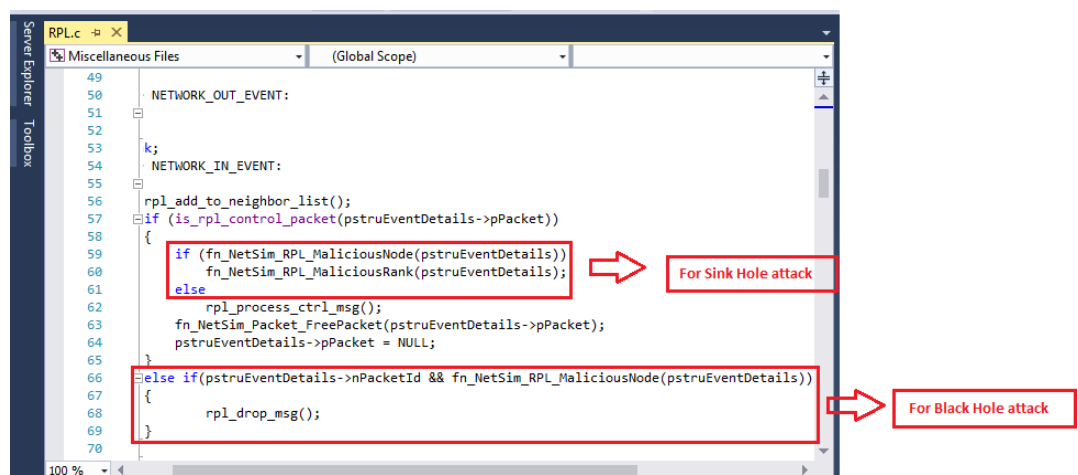 RPL.c
Server Explorer
Toolbox
Miscellaneous Files
(Global Scope)
49
50 NETWORK_OUT_EVENT:
51
52
53 k;
54 NETWORK_IN_EVENT:
55
56 rpl_add_to_neighbor_list();
57 if (is_rpl_control_packet(pstruEventDetails->pPacket))
58 {
59 if (fn_NetSim_RPL_MaliciousNode(pstruEventDetails))
60 fn_NetSim_RPL_MaliciousRank(pstruEventDetails);
61 else
62 rpl_process_ctrl_msg();
63 fn_NetSim_Packet_FreePacket(pstruEventDetails->pPacket);
64 pstruEventDetails->pPacket = NULL;
65 }
66 else if(pstruEventDetails->nPacketId && fn_NetSim_RPL_MaliciousNode(pstruEventDetails))
67 {
68 rpl_drop_msg();
69 }
70
100 %
For Sink Hole attack
For Black Hole attack